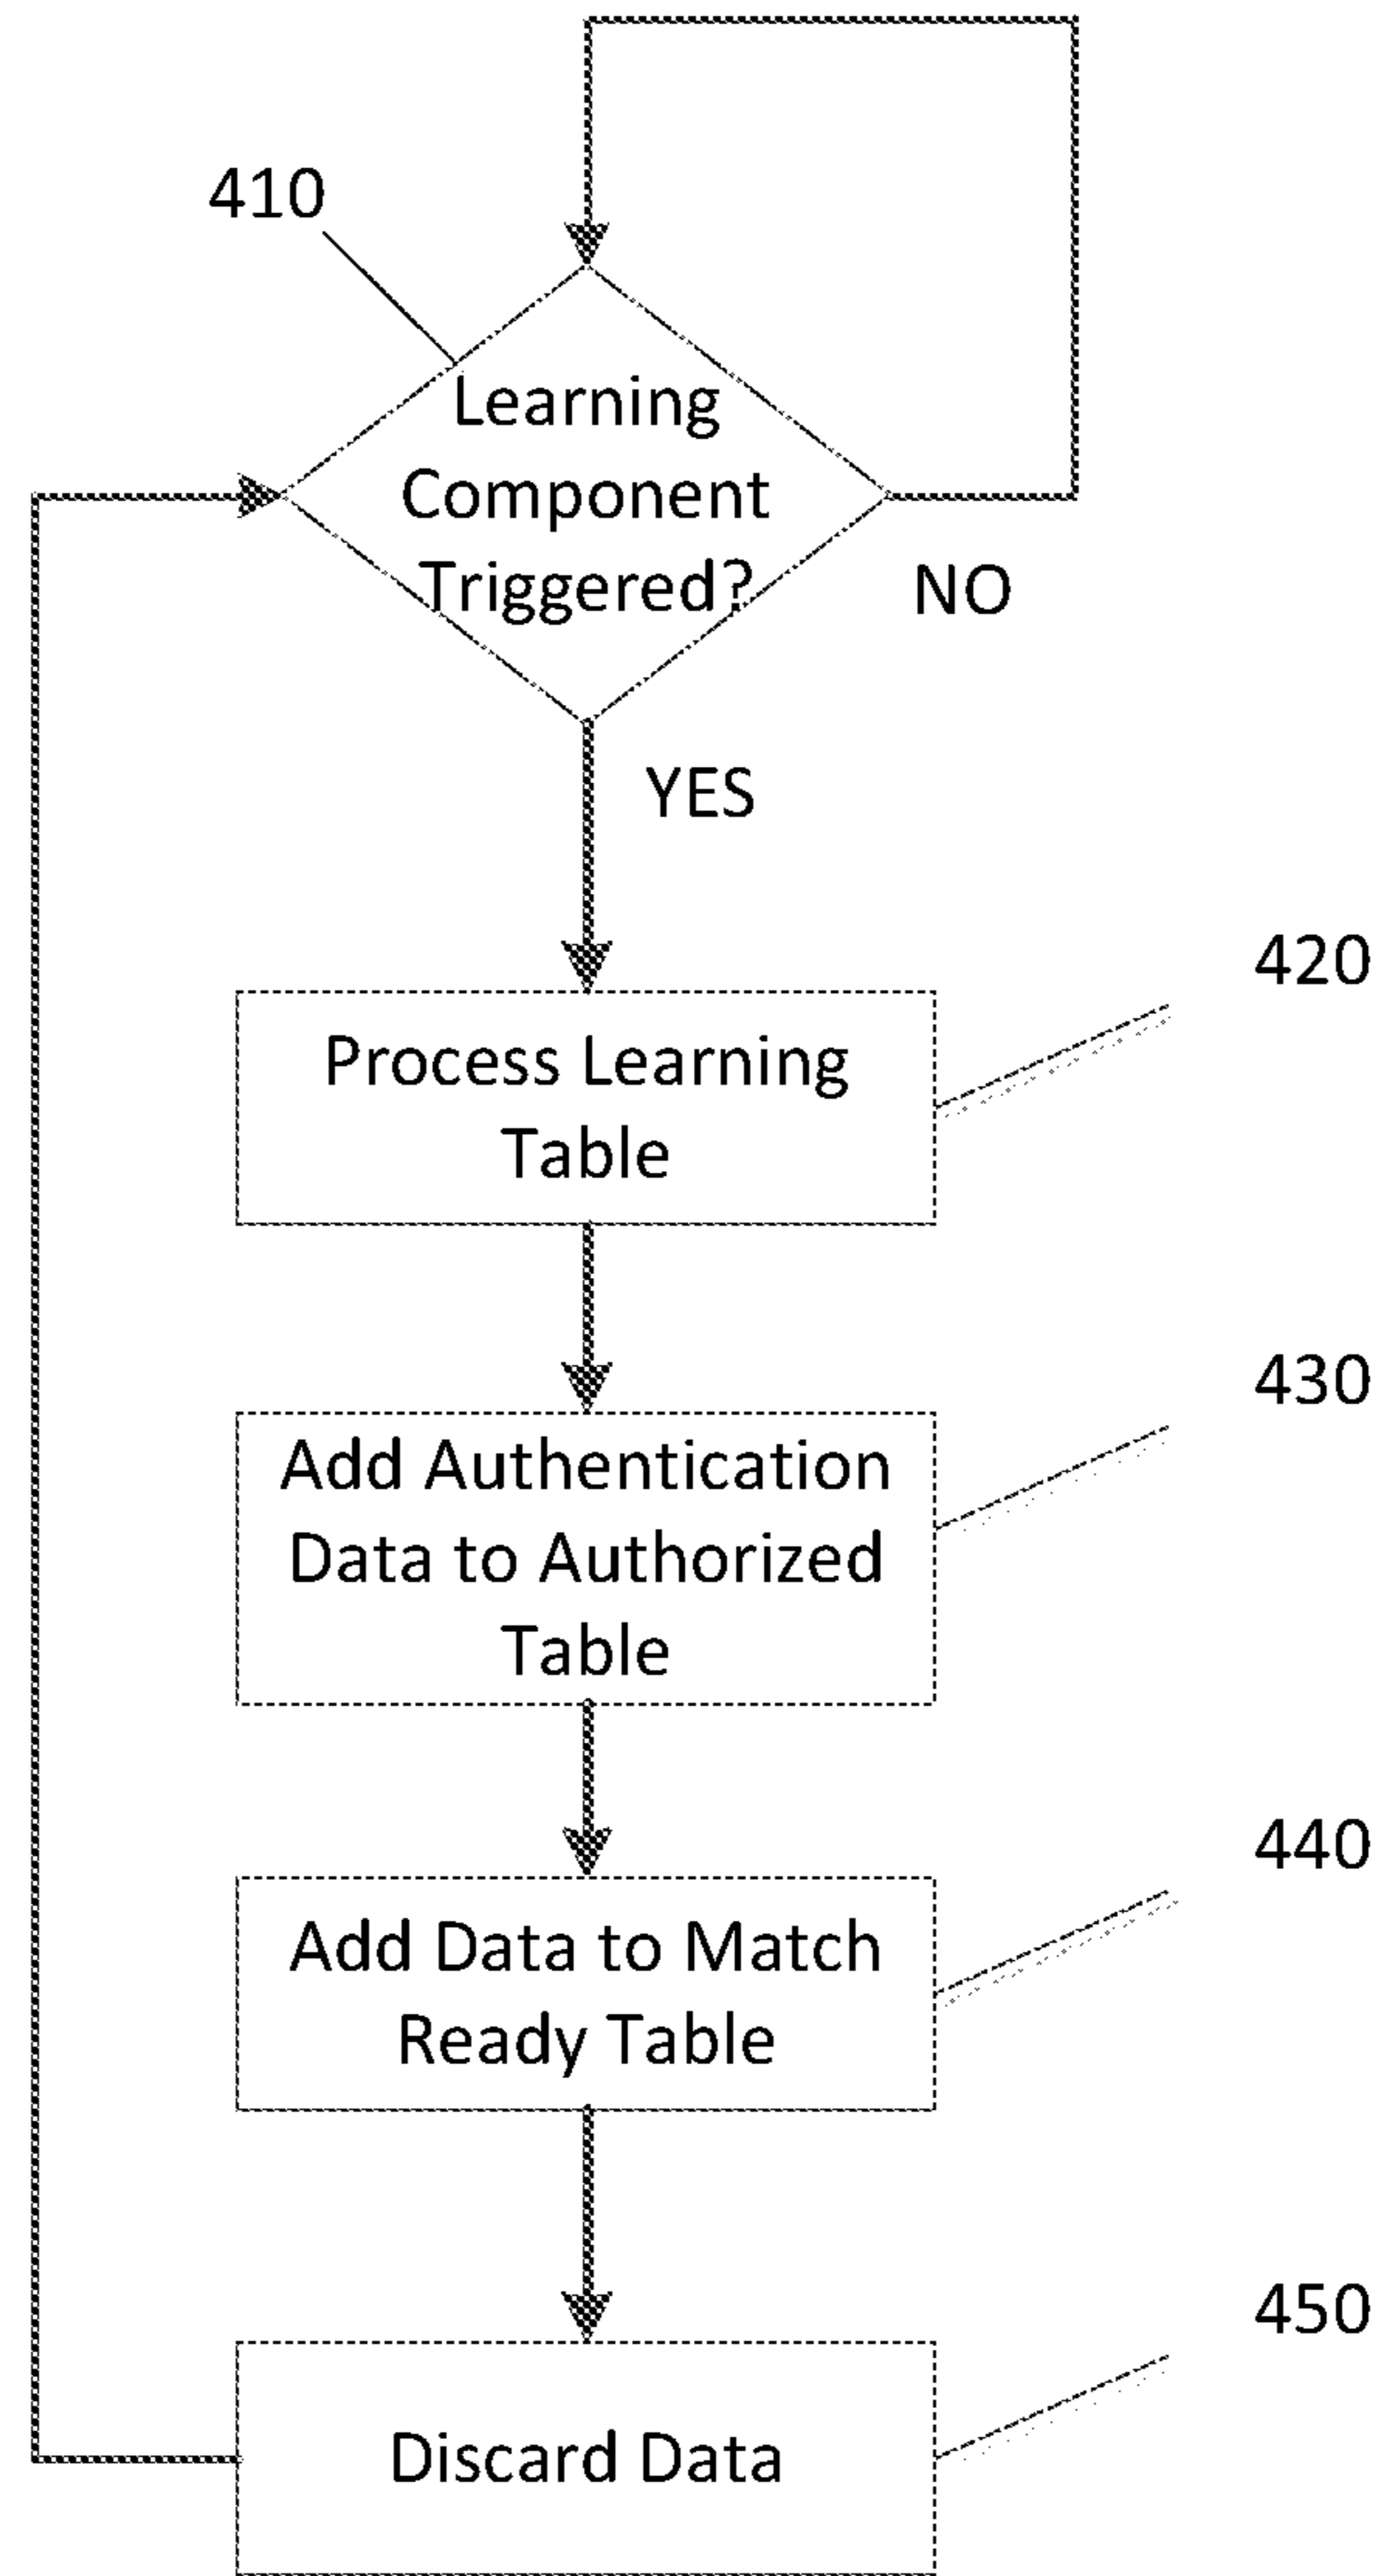 410
Learning
Component
Triggered?
NO
YES
420
Process Learning
Table
430
Add Authentication
Data to Authorized
Table
440
Add Data to Match
Ready Table
450
Discard Data